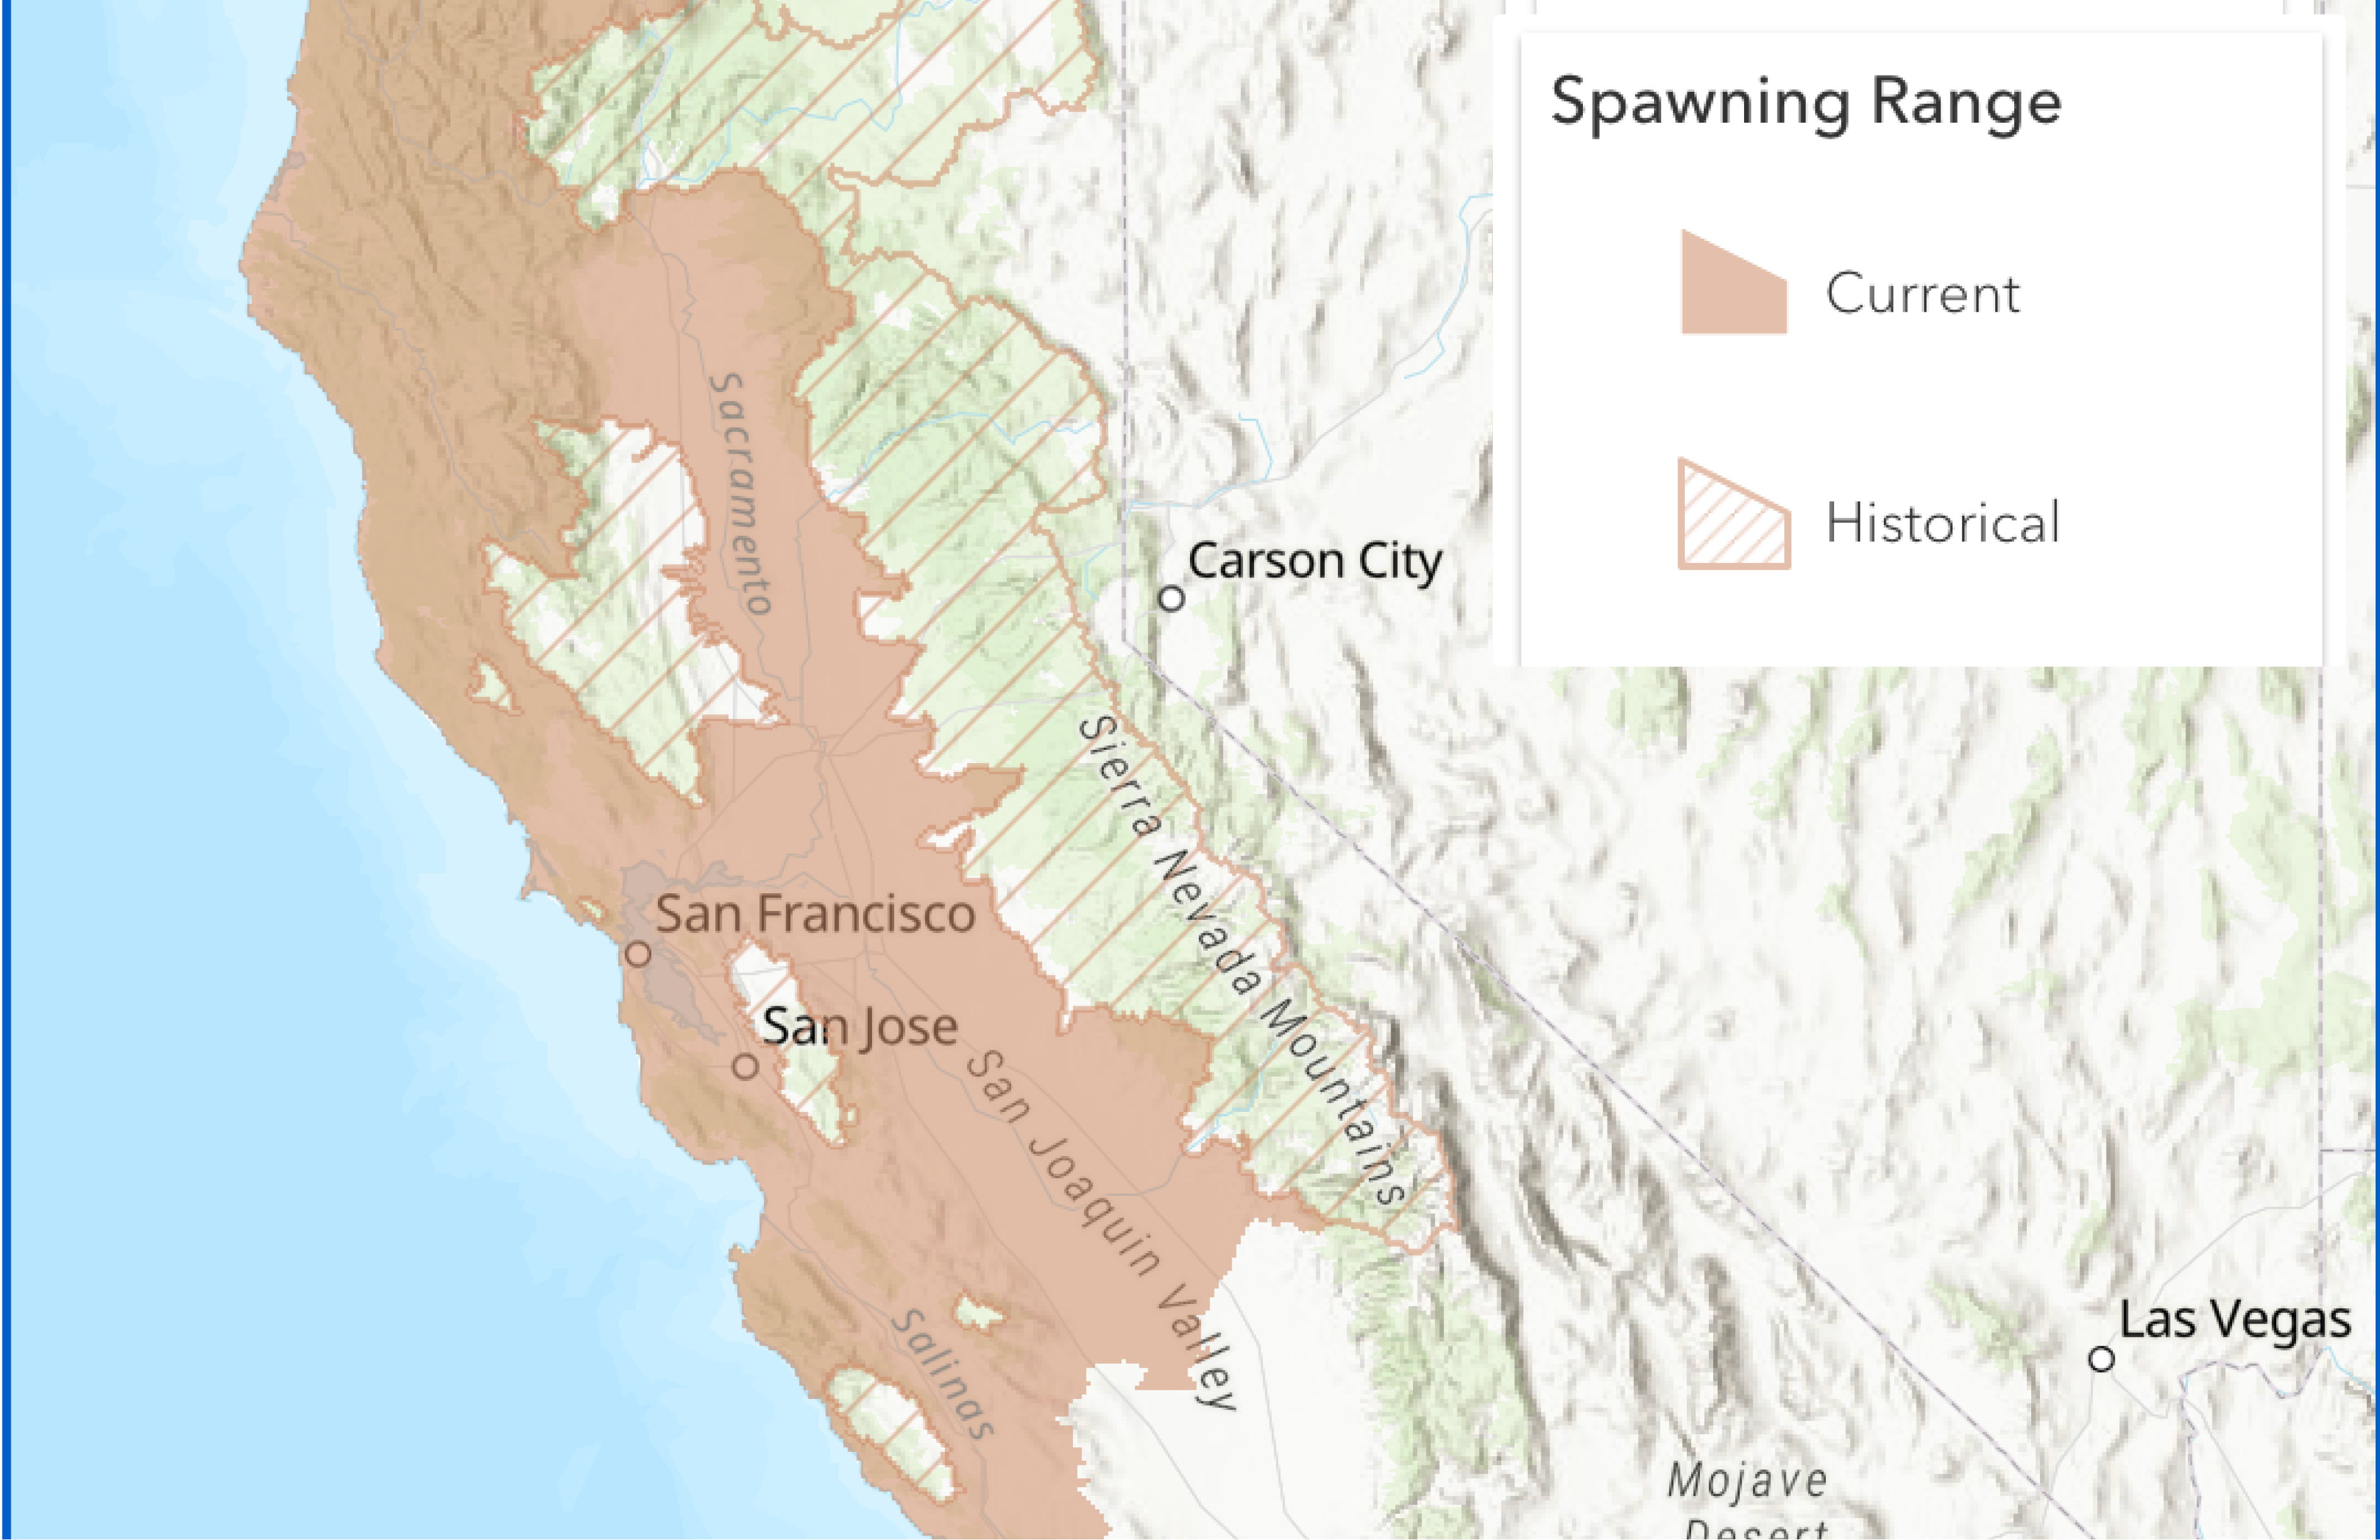 Spawning Range
Current
Historical
Sacramento
Carson City
Sierra Nevada Mountains
San Francisco
San Jose
San Joaquin Valley
Salinas
Las Vegas
Mojave
Desert